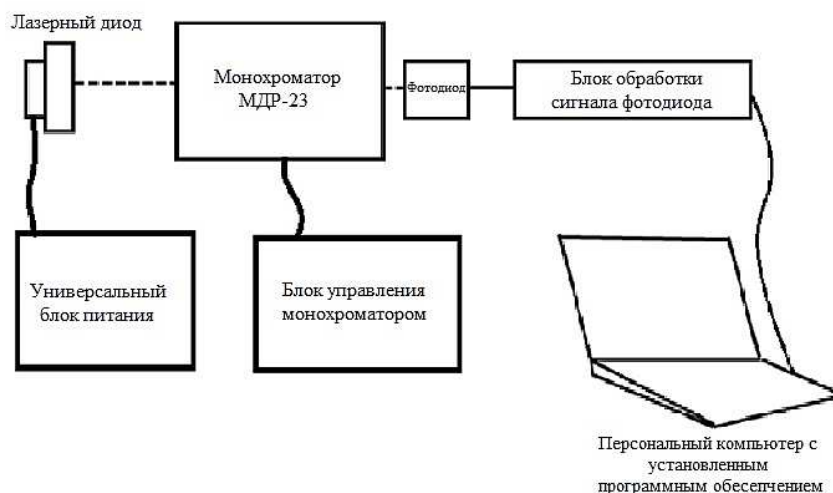 Лазерный диод
Монохроматор
МДР-23
Фотодиод
Блок обработки
сигнала фотодиода
Универсальный
блок питания
Блок управления
монохроматором
Персональный компьютер с
установленным
программным обесепчением